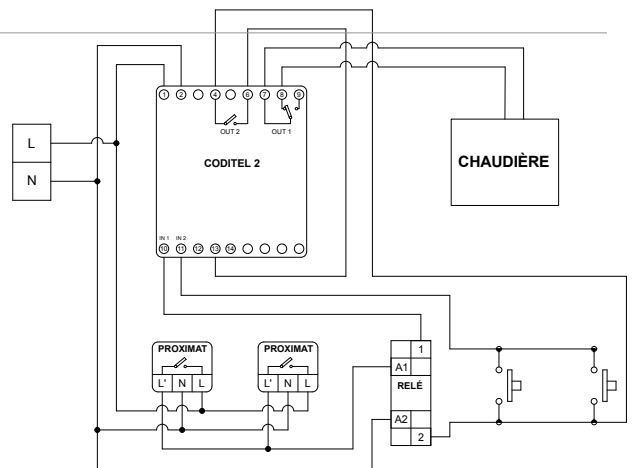 1 2 4 6 7 8 9
OUT 2 OUT 1
L
N
CODITEL 2
CHAUDIÈRE
IN 1 IN 2
10 11 12 13 14
PROXIMAT
L' N L
PROXIMAT
L' N L
1
A1
RELÉ
A2
2